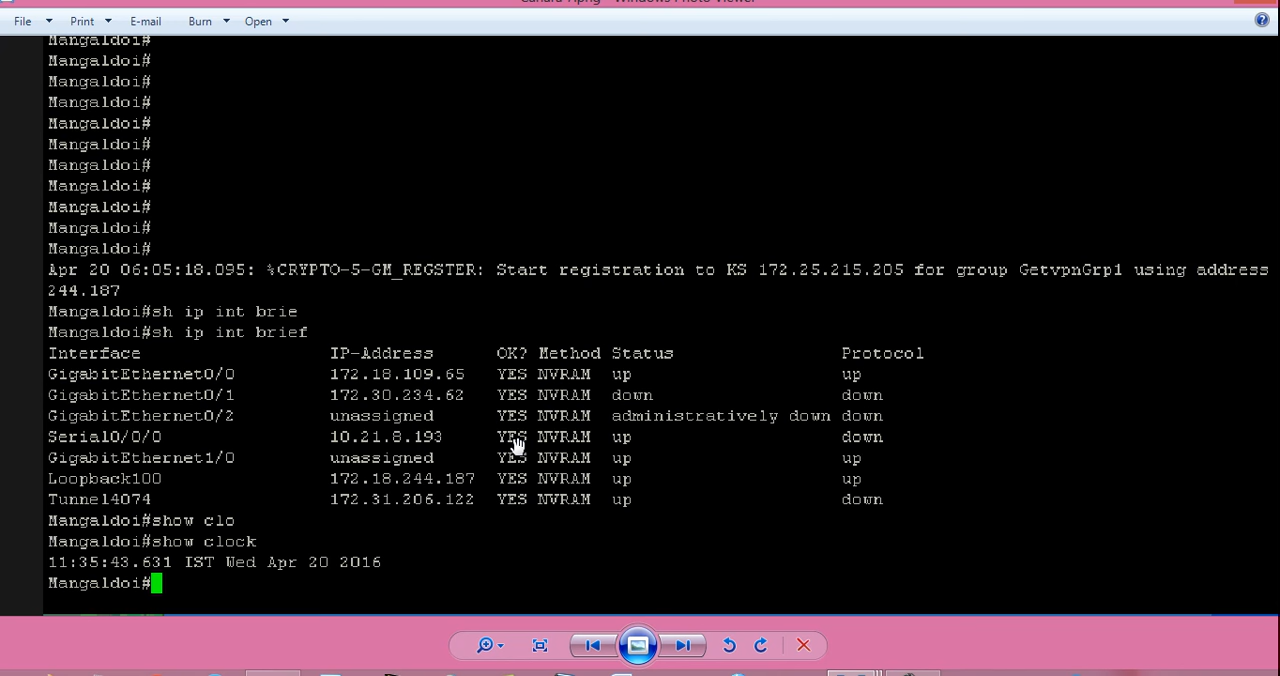 File Print E-mail Burn Open
Mangaldoi#
Mangaldoi#
Mangaldoi#
Mangaldoi#
Mangaldoi#
Mangaldoi#
Mangaldoi#
Mangaldoi#
Mangaldoi#
Mangaldoi#
Mangaldoi#
Apr 20 06:05:18.095: %CRYPTO-5-GM_REGSTER: Start registration to KS 172.25.215.205 for group GetvpnGrp1 using address
244.187
Mangaldoi#sh ip int brie
Mangaldoi#sh ip int brief
Interface IP-Address OK? Method Status Protocol
GigabitEthernet0/0 172.18.109.65 YES NVRAM up up
GigabitEthernet0/1 172.30.234.62 YES NVRAM down down
GigabitEthernet0/2 unassigned YES NVRAM administratively down down
Serial0/0/0 10.21.8.193 YES NVRAM up down
GigabitEthernet1/0 unassigned YES NVRAM up up
Loopback100 172.18.244.187 YES NVRAM up up
Tunnel4074 172.31.206.122 YES NVRAM up down
Mangaldoi#show clo
Mangaldoi#show clock
11:35:43.631 IST Wed Apr 20 2016
Mangaldoi#